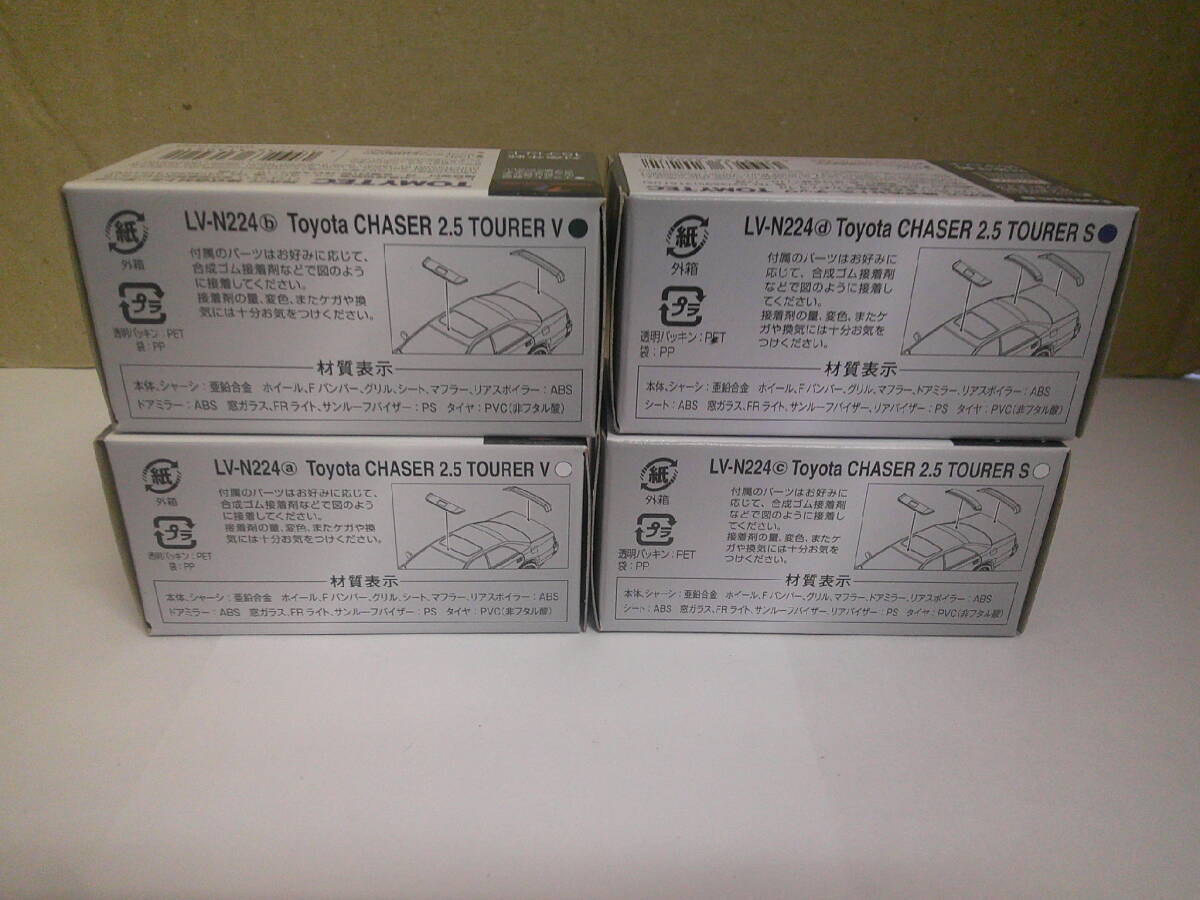 TOMYTEC
LV-N224ⓑ Toyota CHASER 2.5 TOURER V
紙
外箱
付属のパーツはお好みに応じて、
合成ゴム接着剤などで図のよう
に接着してください。
接着剤の量、変色、またケガや換
気には十分お気をつけください。
プラ
透明パッキン:PET
袋:PP
材質表示
本体、シャーシ:亜鉛合金 ホイール、Fバンパー、グリル、シート、マフラー、リアスポイラー:ABS
ドアミラー:ABS 窓ガラス、FRライト、サンルーフバイザー:PS タイヤ:PVC(非フタル酸)
LV-N224ⓓ Toyota CHASER 2.5 TOURER S
紙
外箱
付属のパーツはお好みに
応じて、合成ゴム接着剤
などで図のように接着し
てください。
接着剤の量、変色、またケ
ガや換気には十分お気を
つけください。
プラ
透明パッキン:PET
袋:PP
材質表示
本体、シャーシ:亜鉛合金 ホイール、Fバンパー、グリル、マフラー、ドアミラー、リアスポイラー:ABS
シート:ABS 窓ガラス、FRライト、サンルーフバイザー、リアバイザー:PS タイヤ:PVC(非フタル酸)
LV-N224ⓐ Toyota CHASER 2.5 TOURER V
紙
外箱
付属のパーツはお好みに応じて、
合成ゴム接着剤などで図のよう
に接着してください。
接着剤の量、変色、またケガや換
気には十分お気をつけください。
プラ
透明パッキン:PET
袋:PP
材質表示
本体、シャーシ:亜鉛合金 ホイール、Fバンパー、グリル、シート、マフラー、リアスポイラー:ABS
ドアミラー:ABS 窓ガラス、FRライト、サンルーフバイザー:PS タイヤ:PVC(非フタル酸)
LV-N224ⓒ Toyota CHASER 2.5 TOURER S
紙
外箱
付属のパーツはお好みに
応じて、合成ゴム接着剤
などで図のように接着し
てください。
接着剤の量、変色、またケ
ガや換気には十分お気を
つけください。
プラ
透明パッキン:PET
袋:PP
材質表示
本体、シャーシ:亜鉛合金 ホイール、Fバンパー、グリル、マフラー、ドアミラー、リアスポイラー:ABS
シート:ABS 窓ガラス、FRライト、サンルーフバイザー、リアバイザー:PS タイヤ:PVC(非フタル酸)